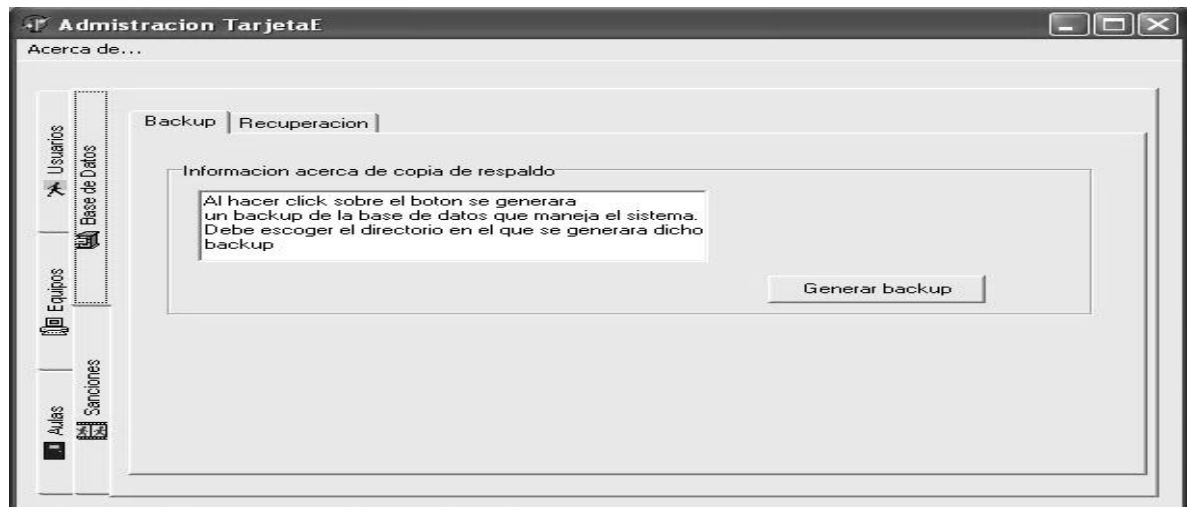 Admistracion TarjetaE
Acerca de...
Usuarios
Equipos
Aulas
Base de Datos
Sanciones
Backup
Recuperacion
Informacion acerca de copia de respaldo
Al hacer click sobre el boton se generara
un backup de la base de datos que maneja el sistema.
Debe escoger el directorio en el que se generara dicho
backup
Generar backup